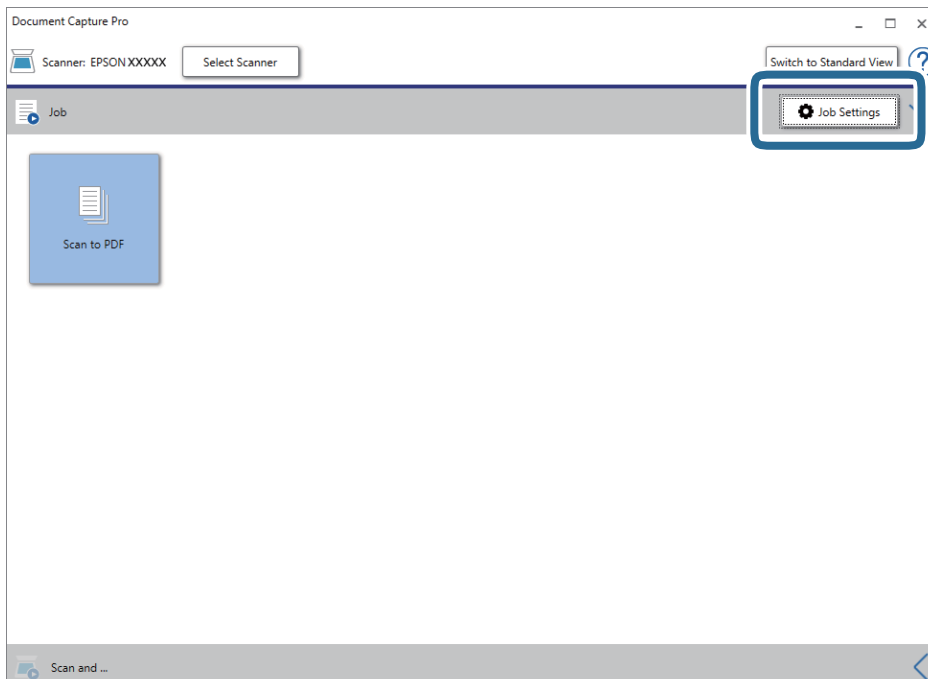 Document Capture Pro
Scanner: EPSON XXXXX
Select Scanner
Switch to Standard View
?
Job
Job Settings
Scan to PDF
Scan and ...